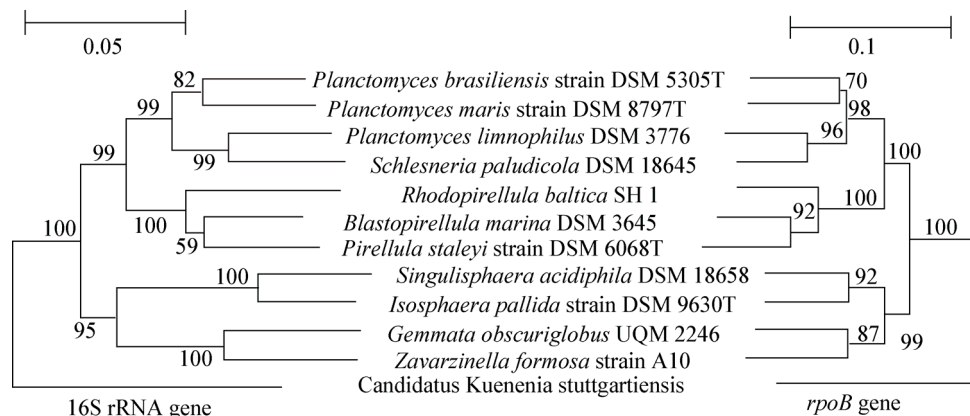 0.05 0.1
82 Planctomyces brasiliensis strain DSM 5305T 70
99 Planctomyces maris strain DSM 8797T 98
Planctomyces limnophilus DSM 3776 96
99 99 Schlesneria paludicola DSM 18645 100
Rhodopirellula baltica SH 1 100
100 100 Blastopirellula marina DSM 3645 92 100
59 Pirellula staleyi strain DSM 6068T
100 Singulisphaera acidiphila DSM 18658 92
Isosphaera pallida strain DSM 9630T
95 Gemmata obscuriglobus UQM 2246 87 99
100 Zavarzinella formosa strain A10
Candidatus Kuenenia stuttgartiensis
16S rRNA gene rpoB gene